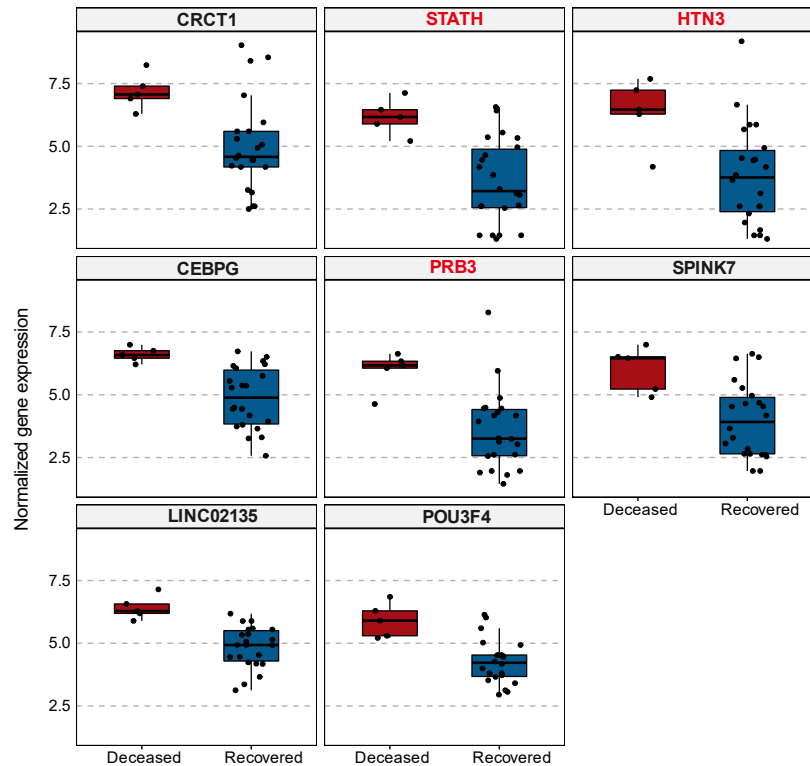 CRCT1 STATH HTN3
7.5
5.0
2.5
CEBPG PRB3 SPINK7
7.5
5.0
2.5
Normalized gene expression
Deceased Recovered
LINC02135 POU3F4
7.5
5.0
2.5
Deceased Recovered Deceased Recovered